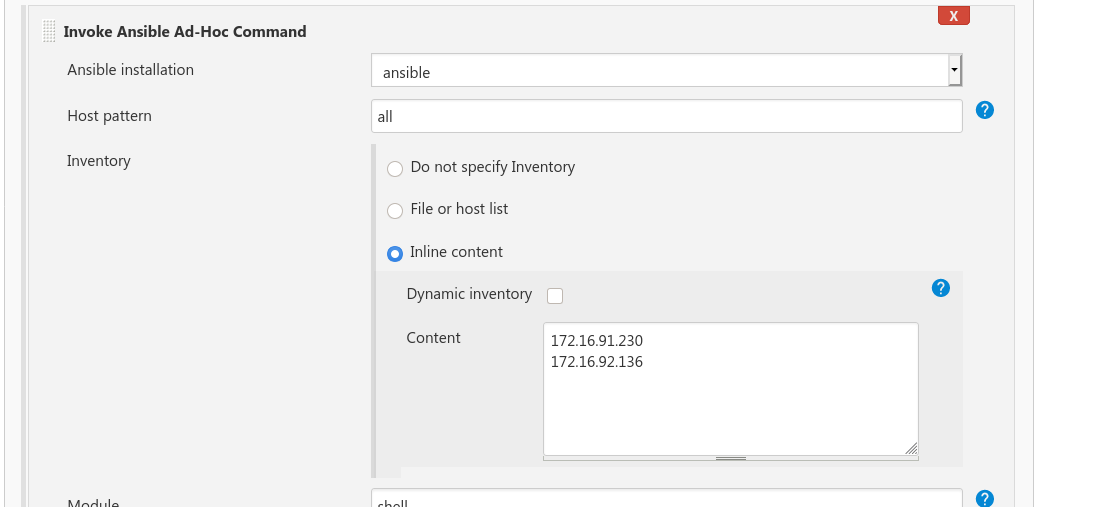 X
Invoke Ansible Ad-Hoc Command
Ansible installation
ansible
Host pattern
all
?
Inventory
Do not specify Inventory
File or host list
Inline content
Dynamic inventory
?
Content
172.16.91.230
172.16.92.136
Module
shell
?